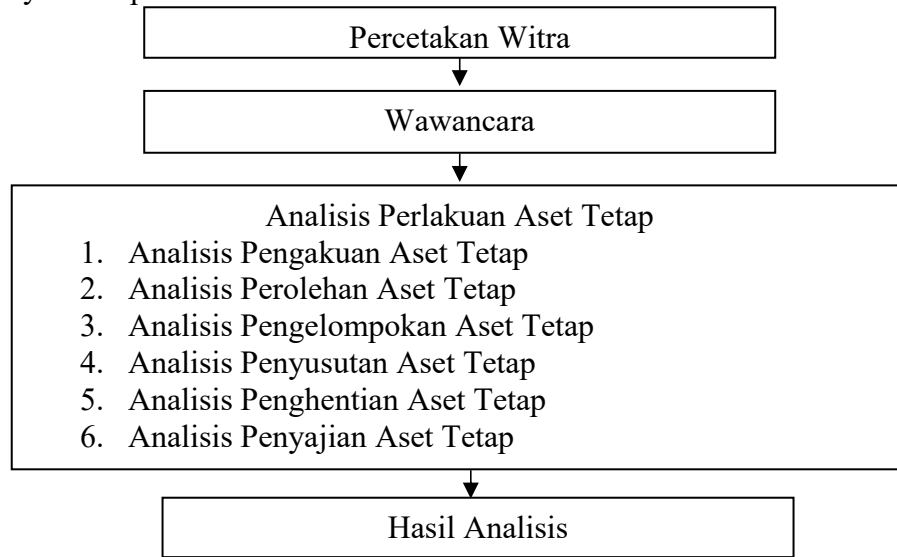 Percetakan Witra
Wawancara
Analisis Perlakuan Aset Tetap
1. Analisis Pengakuan Aset Tetap
2. Analisis Perolehan Aset Tetap
3. Analisis Pengelompokan Aset Tetap
4. Analisis Penyusutan Aset Tetap
5. Analisis Penghentian Aset Tetap
6. Analisis Penyajian Aset Tetap
Hasil Analisis